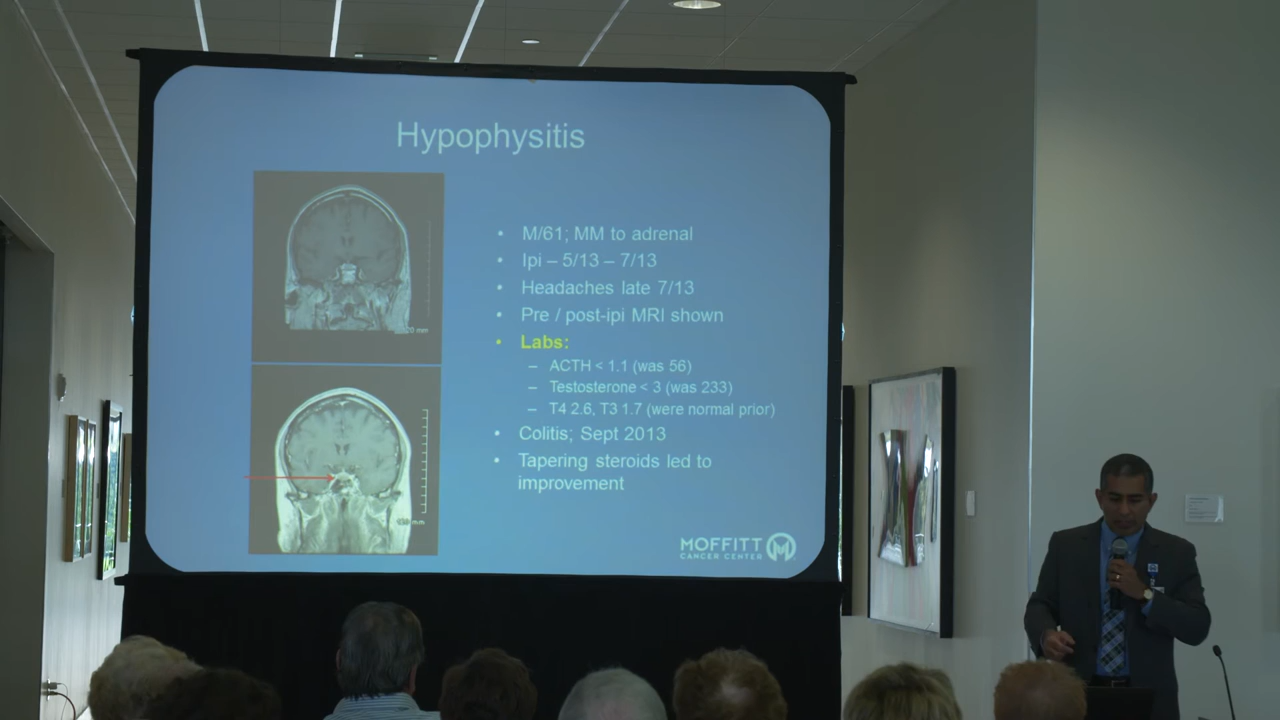 Hypophysitis
• M/61; MM to adrenal
• Ipi – 5/13 – 7/13
• Headaches late 7/13
• Pre / post-ipi MRI shown
• Labs:
– ACTH < 1.1 (was 56)
– Testosterone < 3 (was 233)
– T4 2.6, T3 1.7 (were normal prior)
• Colitis; Sept 2013
• Tapering steroids led to
improvement
MOFFITT
CANCER CENTER